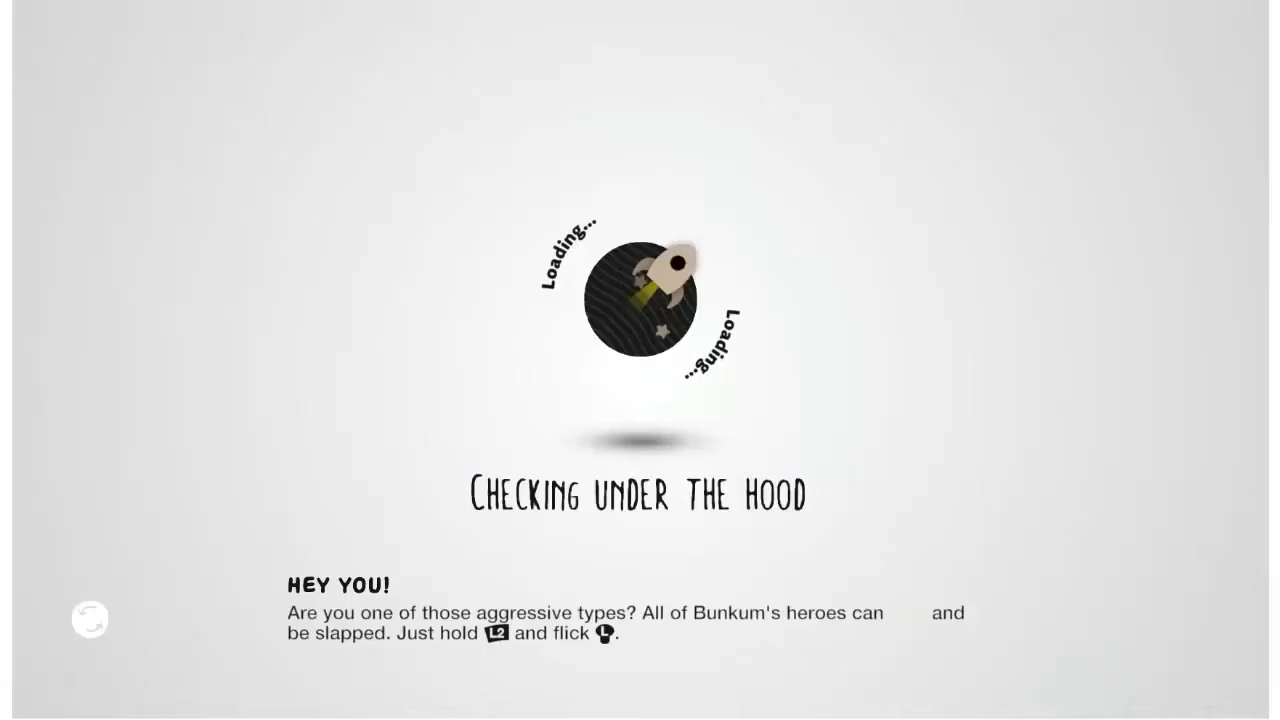 Loading...
Loading...
Checking under the hood
HEY YOU!
Are you one of those aggressive types? All of Bunkum's heroes can and
be slapped. Just hold L2 and flick L.